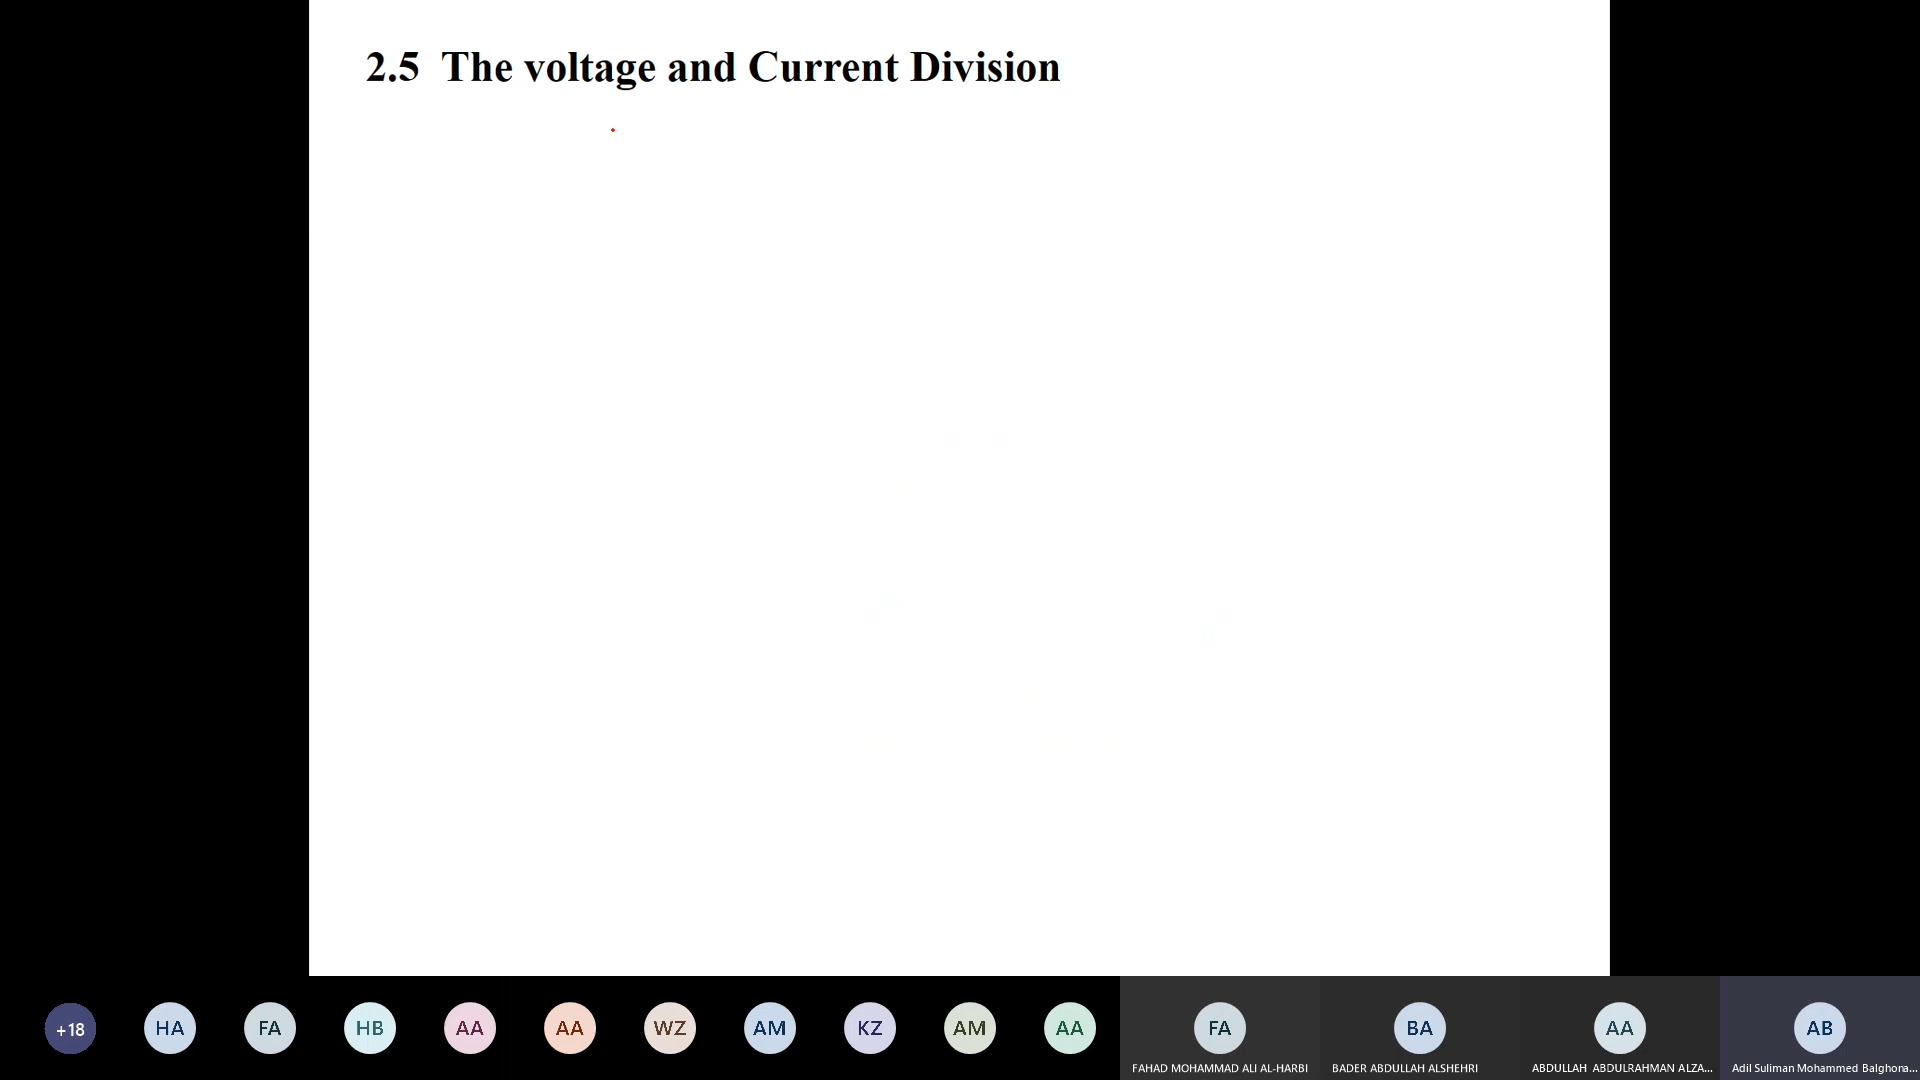 2.5 The voltage and Current Division
+18
HA
FA
HB
AA
AA
WZ
AM
KZ
AM
AA
FA
BA
AA
AB
FAHAD MOHAMMAD ALI AL-HARBI
BADER ABDULLAH ALSHEHRI
ABDULLAH ABDULRAHMAN ALZA...
Adil Suliman Mohammed Balghona...